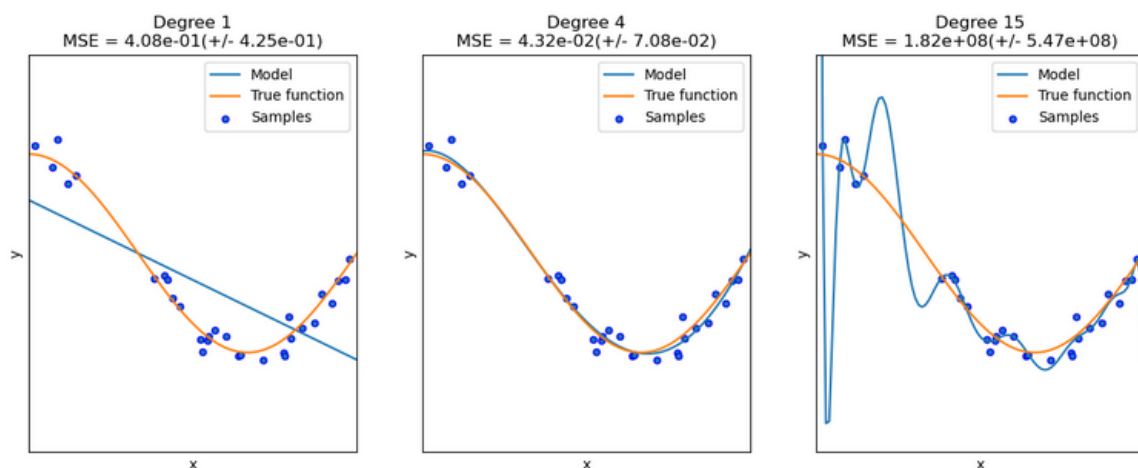 Degree 1
MSE = 4.08e-01(+/- 4.25e-01)
Model
True function
Samples
y
x
Degree 4
MSE = 4.32e-02(+/- 7.08e-02)
Model
True function
Samples
y
x
Degree 15
MSE = 1.82e+08(+/- 5.47e+08)
Model
True function
Samples
y
x